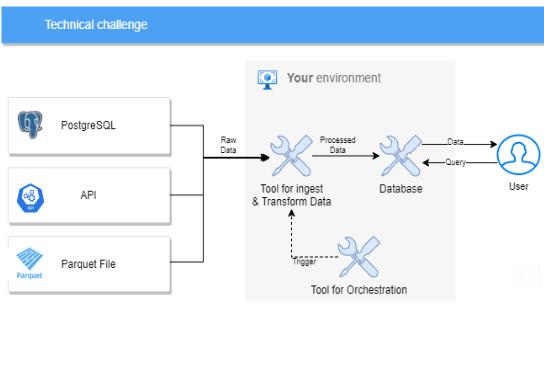 Technical challenge
Your environment
PostgreSQL
Raw
Data
Processed
Data
Data
Query
API
API
Tool for ingest
& Transform Data
Database
User
Parquet File
Parquet
Trigger
Tool for Orchestration